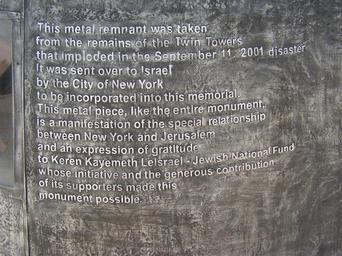 This metal remnant was taken
from the remains of the Twin Towers
that imploded in the September 11, 2001 disaster
It was sent over to Israel
by the City of New York
to be incorporated into this memorial.
This metal piece, like the entire monument,
is a manifestation of the special relationship
between New York and Jerusalem
and an expression of gratitude
to Keren Kayemeth LeIsrael - Jewish National Fund
whose initiative and the generous contribution
of its supporters made this
monument possible.